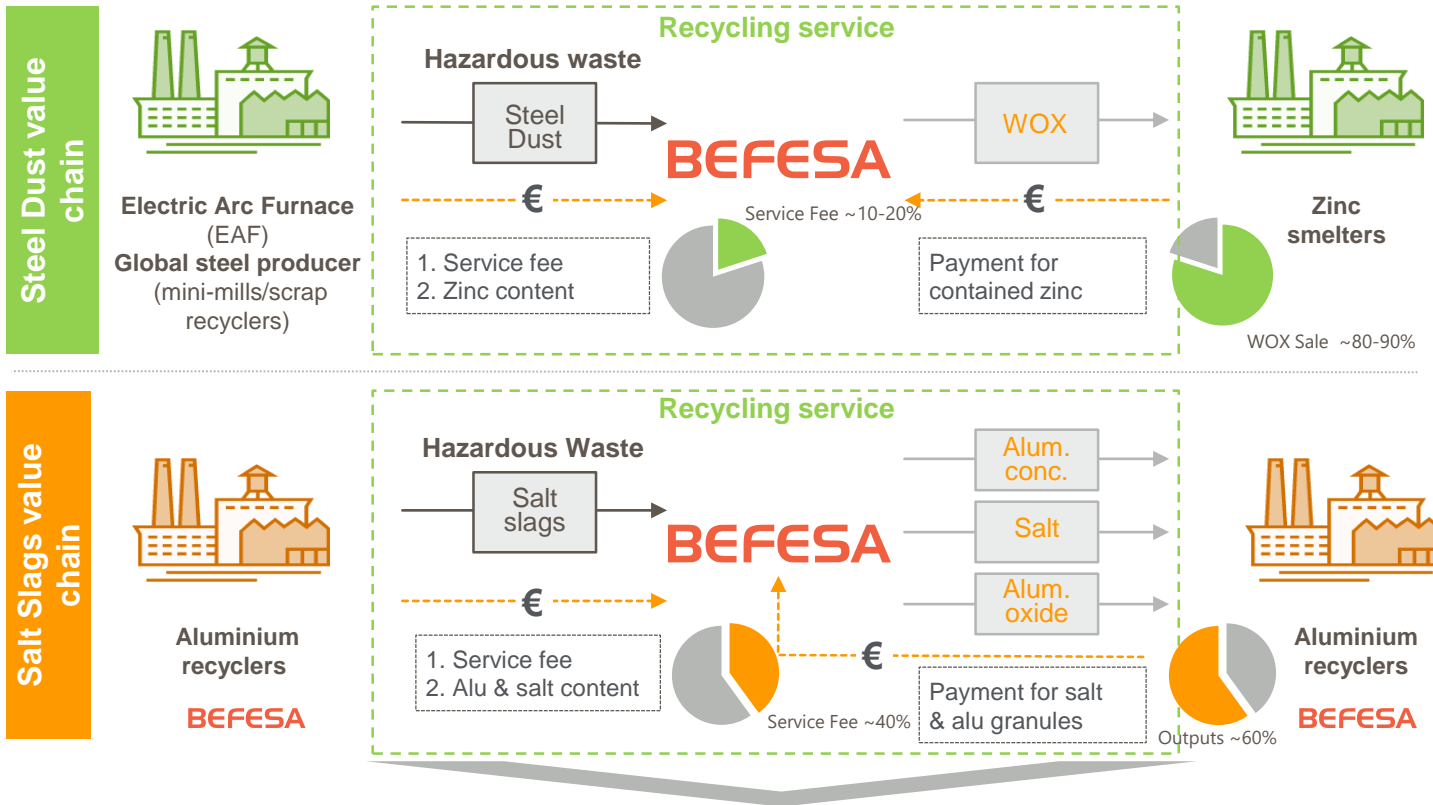 Steel Dust value
chain
Recycling service
Hazardous waste
Steel
Dust
WOX
BEFESA
€
€
Service Fee ~10-20%
Electric Arc Furnace
(EAF)
Global steel producer
(mini-mills/scrap
recyclers)
1. Service fee
2. Zinc content
Payment for
contained zinc
Zinc
smelters
WOX Sale ~80-90%
Salt Slags value
chain
Recycling service
Hazardous Waste
Salt
slags
BEFESA
Alum.
conc.
Salt
Alum.
oxide
€
€
Aluminium
recyclers
BEFESA
1. Service fee
2. Alu & salt content
Service Fee ~40%
Payment for salt
& alu granules
Outputs ~60%
Aluminium
recyclers
BEFESA